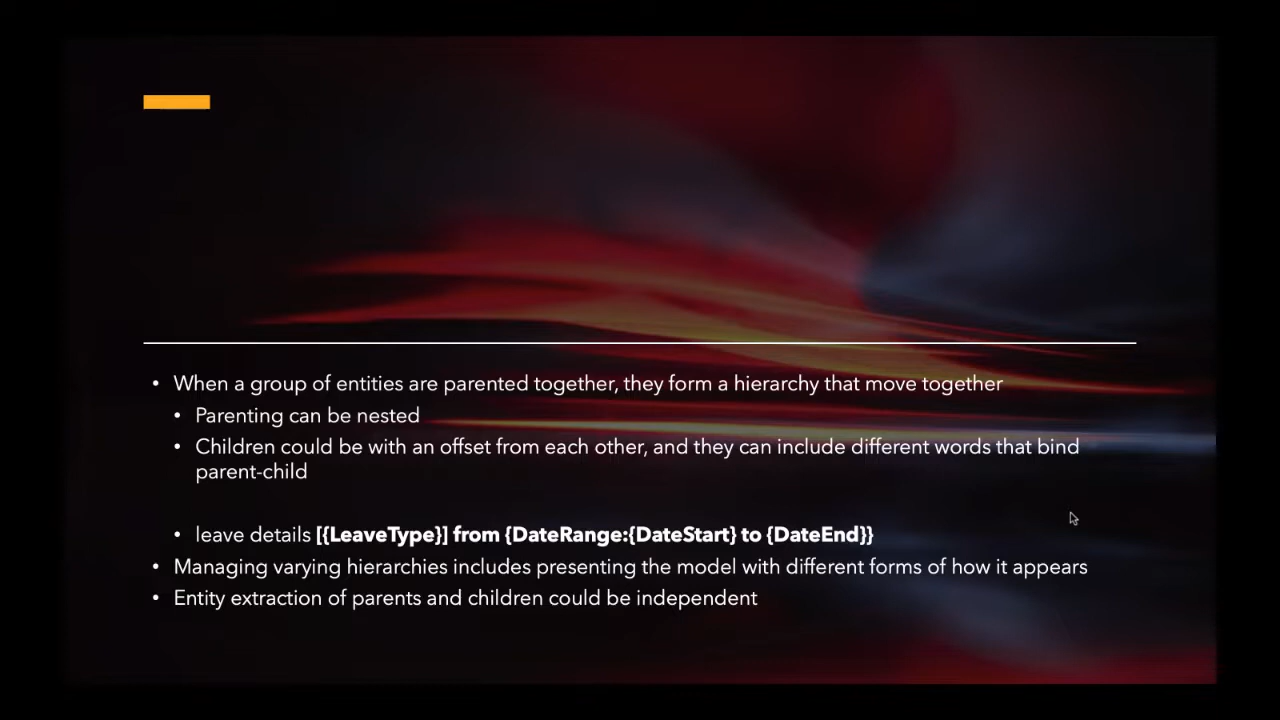 • When a group of entities are parented together, they form a hierarchy that move together
• Parenting can be nested
• Children could be with an offset from each other, and they can include different words that bind
parent-child
• leave details [{LeaveType}] from {DateRange:{DateStart} to {DateEnd}}
• Managing varying hierarchies includes presenting the model with different forms of how it appears
• Entity extraction of parents and children could be independent